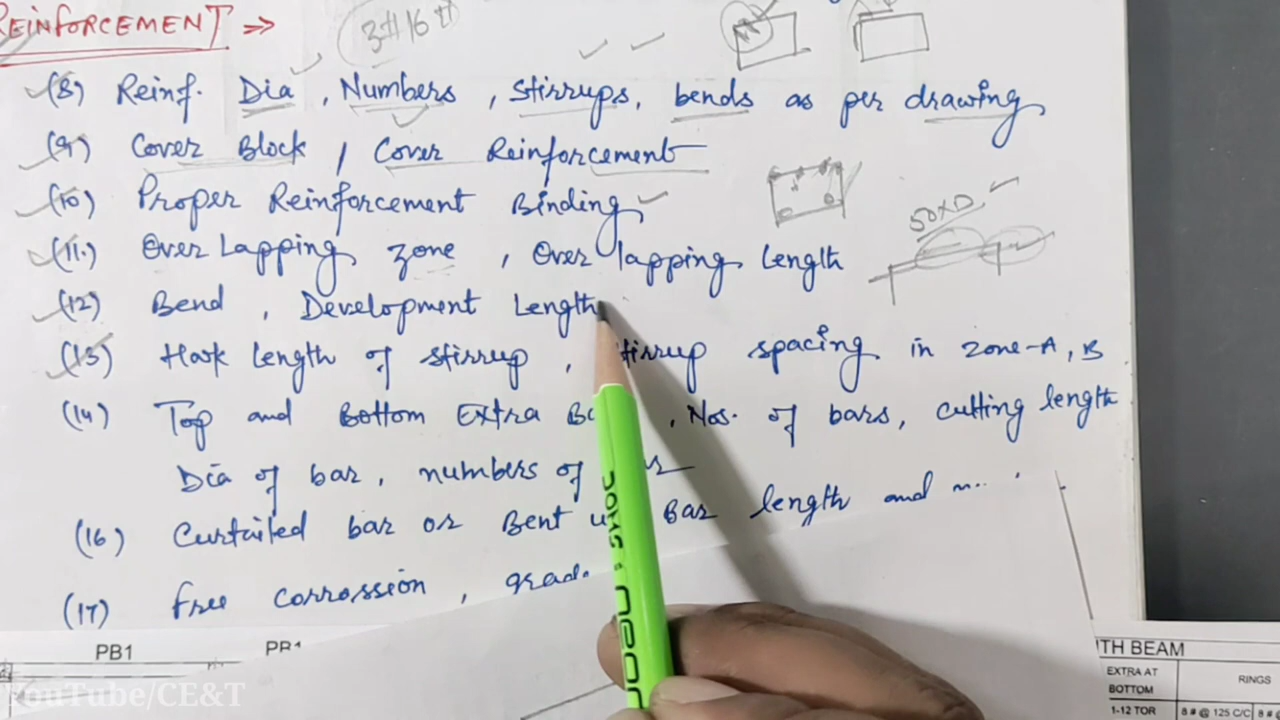 REINFORCEMENT =>
3#16
(8) Reinf. Dia, Numbers, Stirrups, bends as per drawing
(9) Cover Block, Cover Reinforcement
(10) Proper Reinforcement Binding
50XD
(11) Over Lapping zone, Over lapping length
(12) Bend, Development Length
(13) Hook length of stirrup, stirrup spacing in zone-A, B
(14) Top and Bottom Extra, Nos. of bars, cutting length
Dia of bar, numbers of
(16) Curtailed bar or Bent Bar length and
(17) free corrossion,
PB1 PB1
YouTube/CE&T
TH BEAM
EXTRA AT BOTTOM RINGS
1-12 TOR 8#@125 C/C 8#@
neon